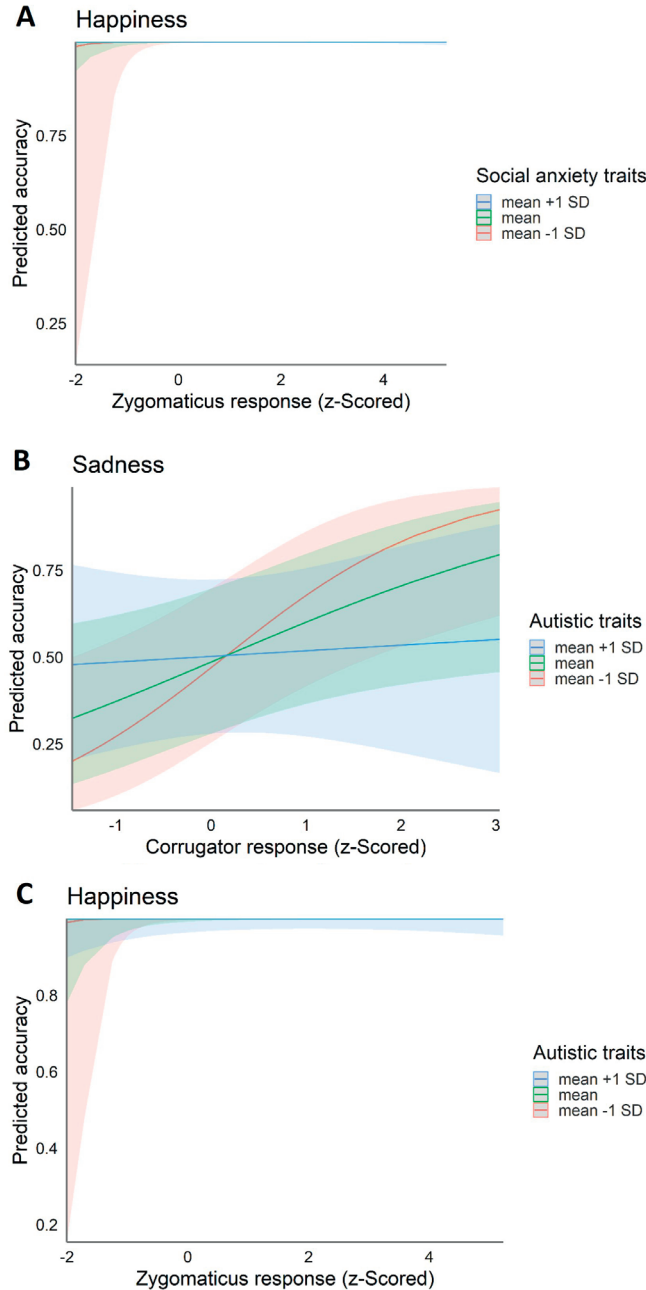 A Happiness
Predicted accuracy
0.75
0.50
0.25
-2 0 2 4
Zygomaticus response (z-Scored)
Social anxiety traits
mean +1 SD
mean
mean -1 SD
B Sadness
Predicted accuracy
0.75
0.50
0.25
-1 0 1 2 3
Corrugator response (z-Scored)
Autistic traits
mean +1 SD
mean
mean -1 SD
C Happiness
Predicted accuracy
0.8
0.6
0.4
0.2
-2 0 2 4
Zygomaticus response (z-Scored)
Autistic traits
mean +1 SD
mean
mean -1 SD